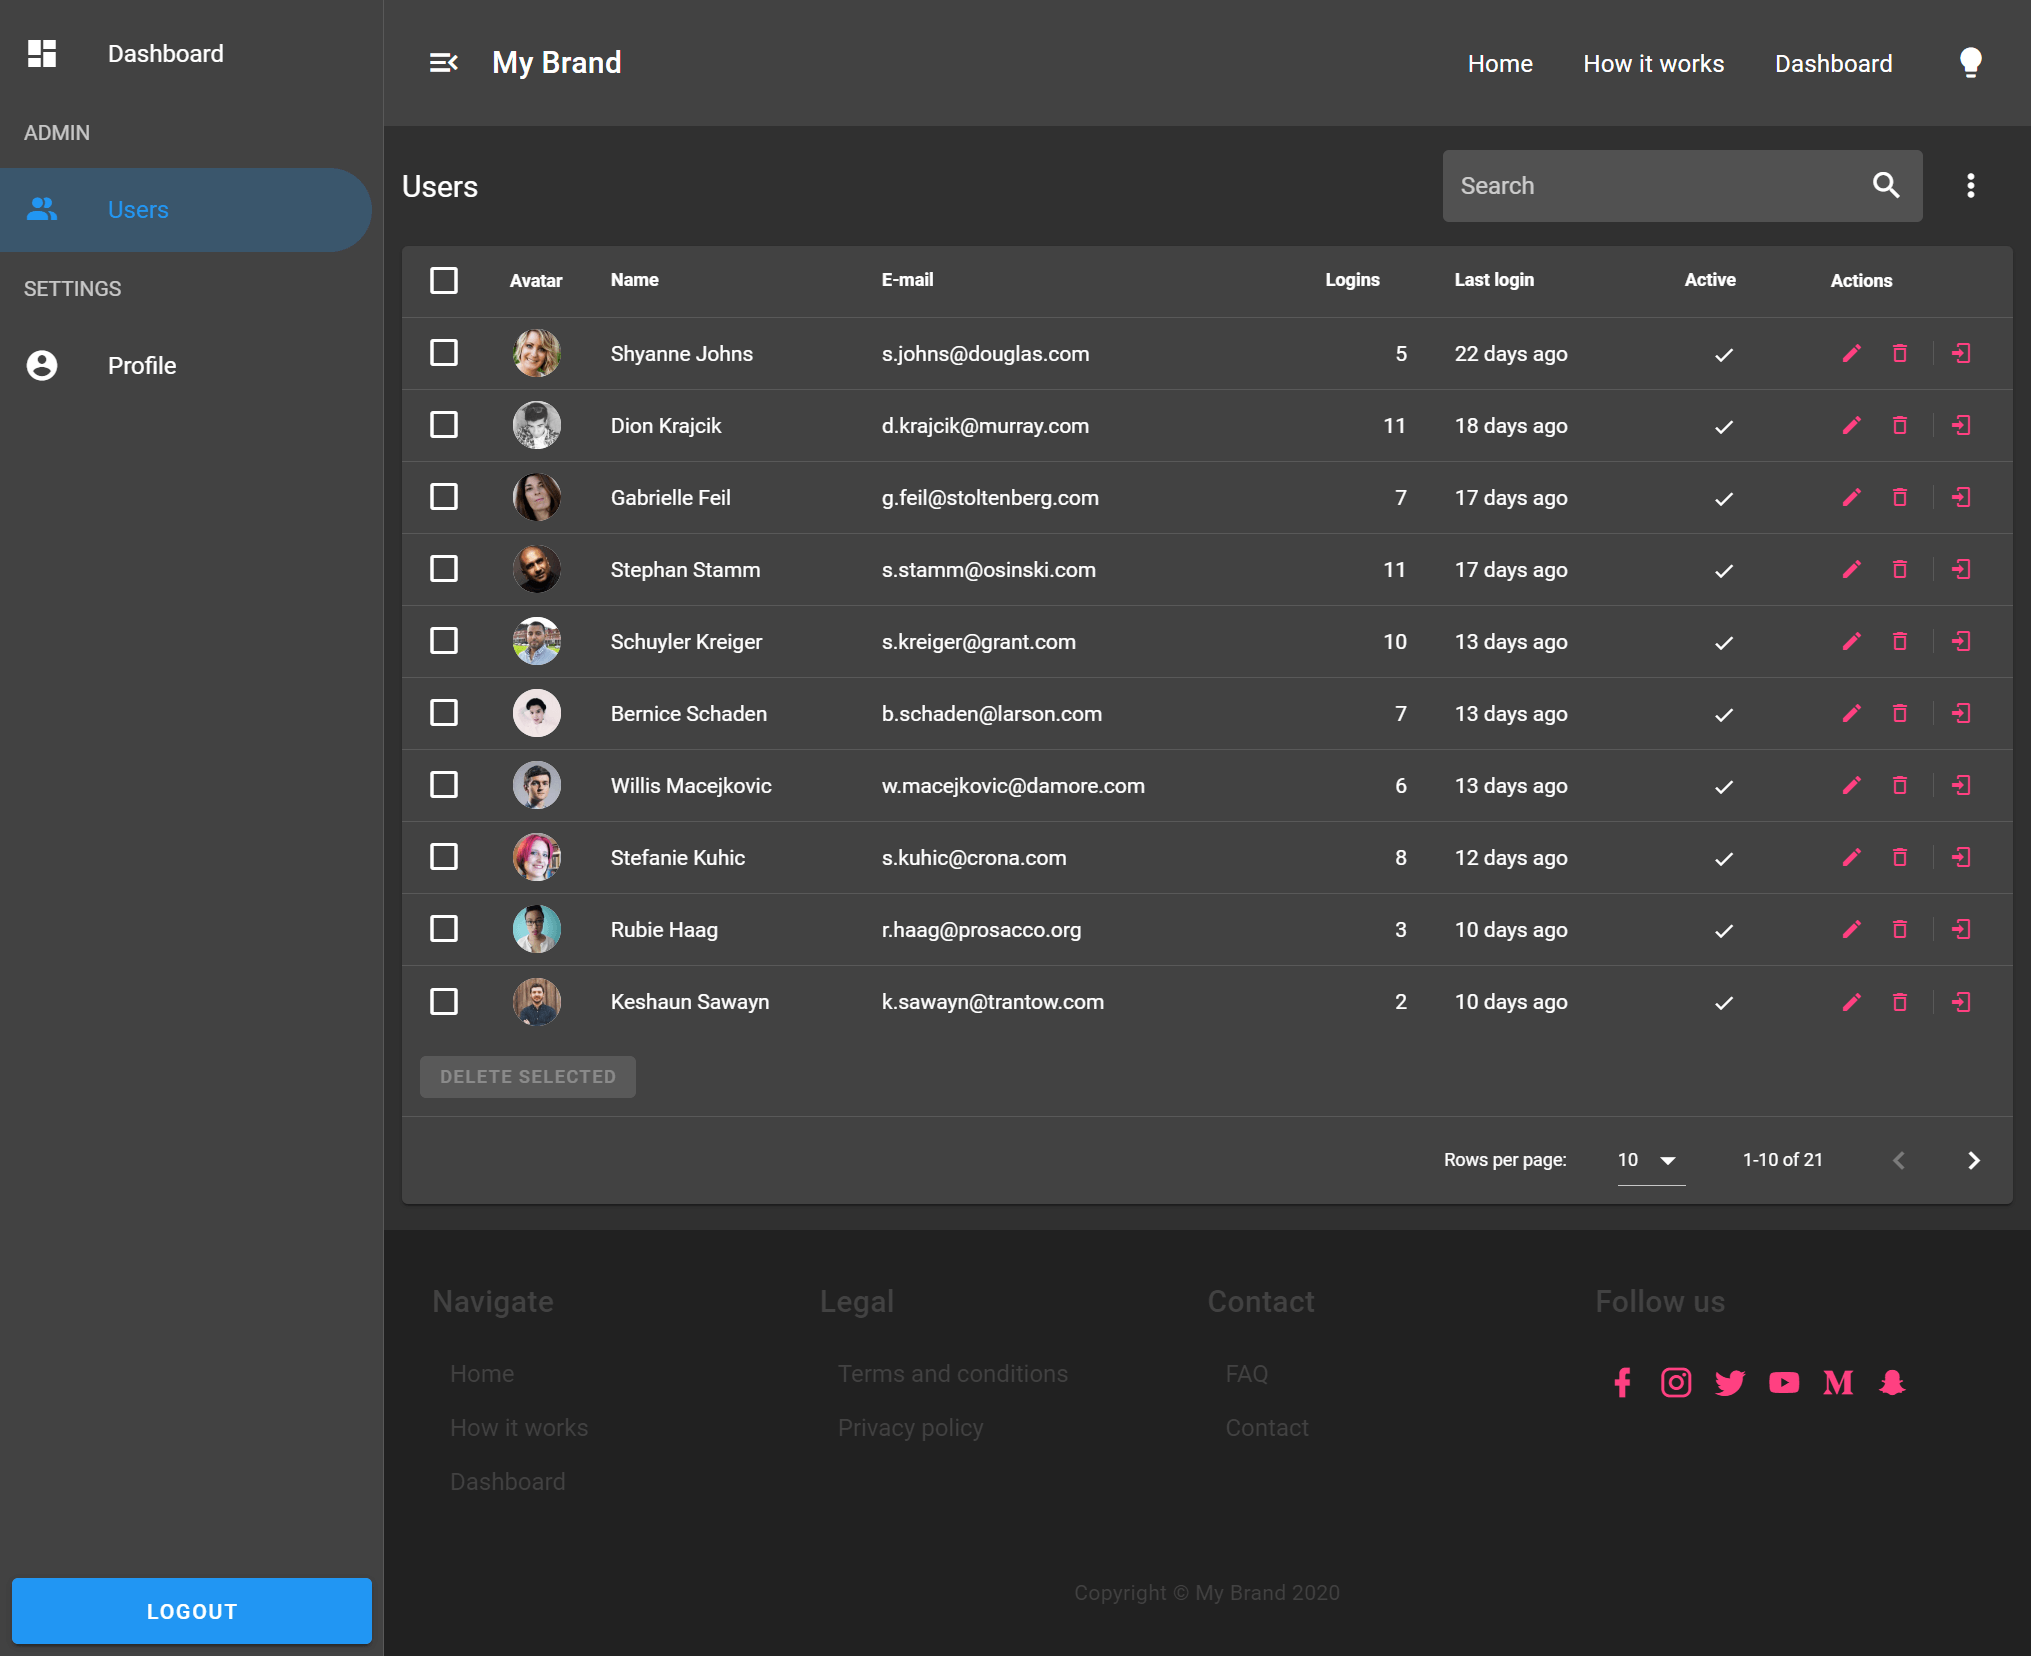 Dashboard
ADMIN
Users
SETTINGS
Profile
LOGOUT
My Brand
Home How it works Dashboard
Users
Search
Avatar Name E-mail Logins Last login Active Actions
Shyanne Johns s.johns@douglas.com 5 22 days ago
Dion Krajcik d.krajcik@murray.com 11 18 days ago
Gabrielle Feil g.feil@stoltenberg.com 7 17 days ago
Stephan Stamm s.stamm@osinski.com 11 17 days ago
Schuyler Kreiger s.kreiger@grant.com 10 13 days ago
Bernice Schaden b.schaden@larson.com 7 13 days ago
Willis Macejkovic w.macejkovic@damore.com 6 13 days ago
Stefanie Kuhic s.kuhic@crona.com 8 12 days ago
Rubie Haag r.haag@prosacco.org 3 10 days ago
Keshaun Sawayn k.sawayn@trantow.com 2 10 days ago
DELETE SELECTED
Rows per page: 10 1-10 of 21
Navigate
Home
How it works
Dashboard
Legal
Terms and conditions
Privacy policy
Contact
FAQ
Contact
Follow us
Copyright © My Brand 2020